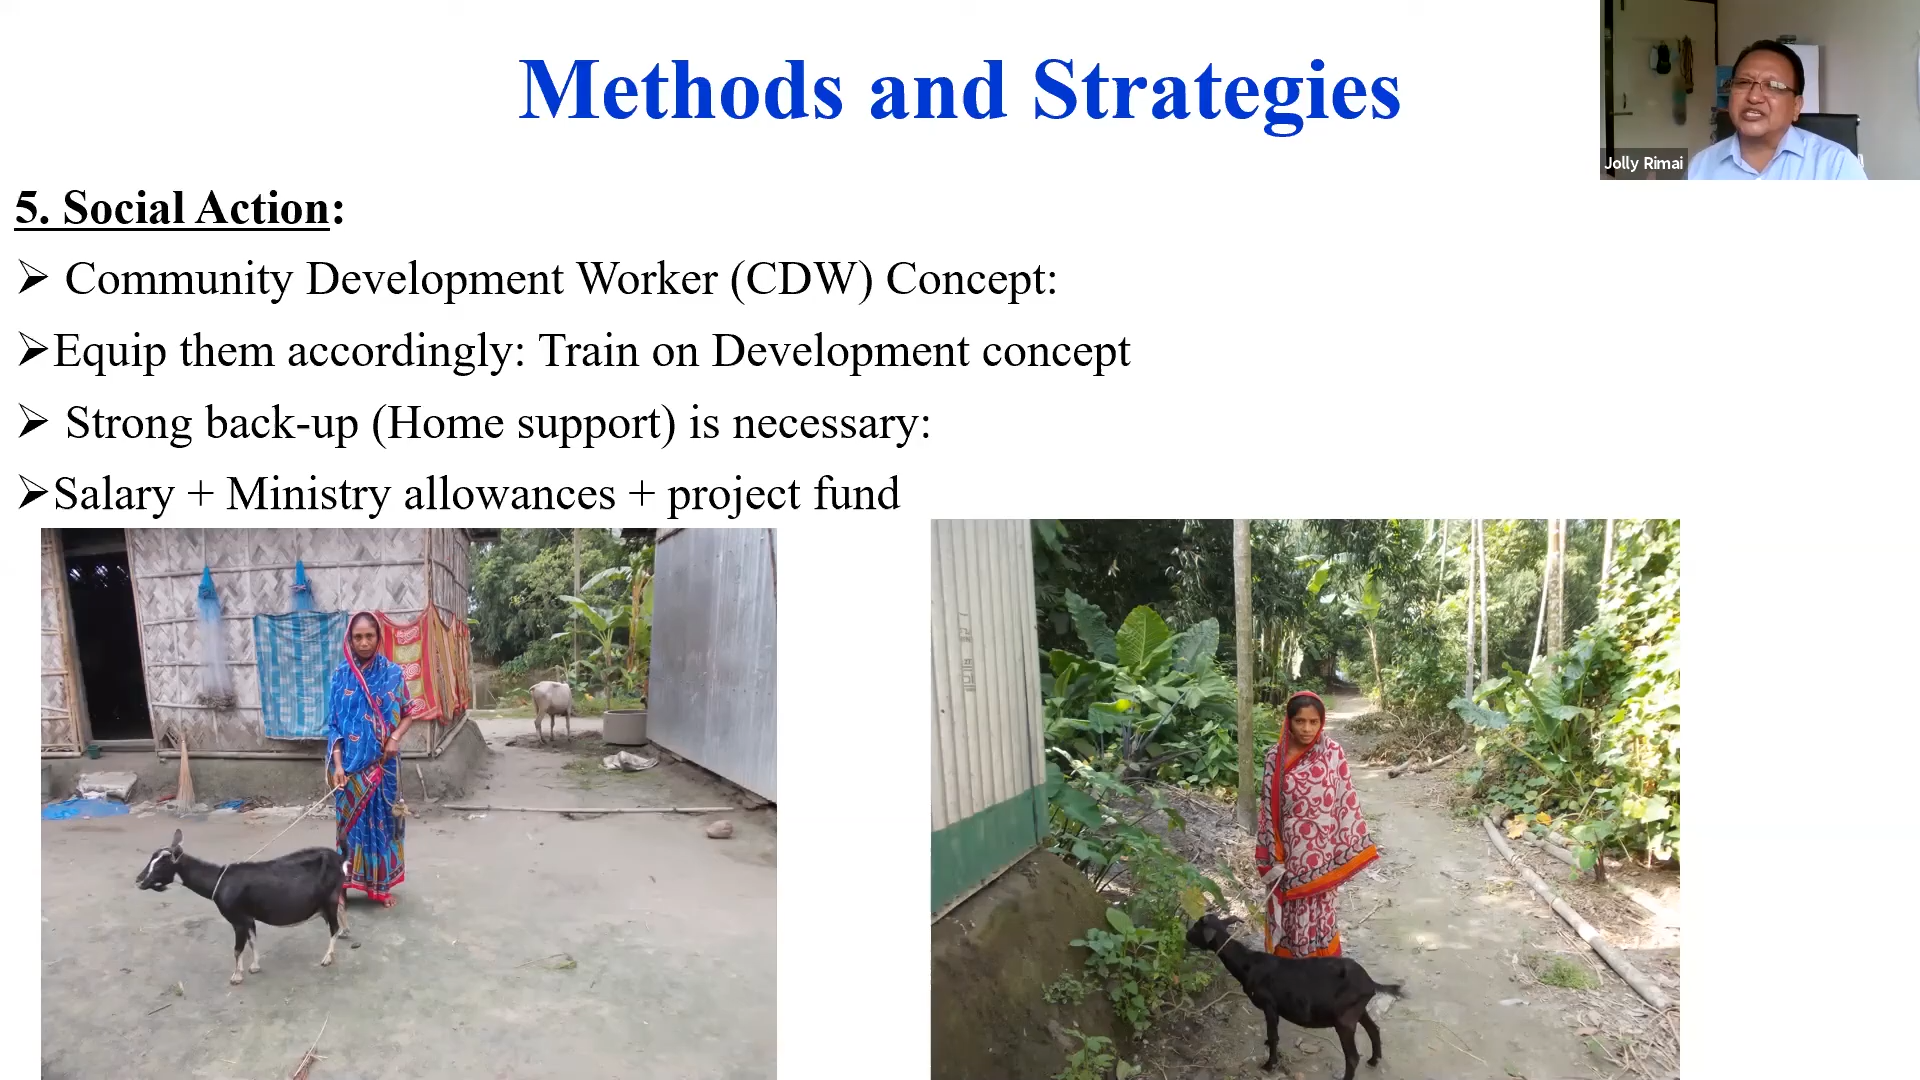 Methods and Strategies
Jolly Rimai
5. Social Action:
➢ Community Development Worker (CDW) Concept:
➢Equip them accordingly: Train on Development concept
➢ Strong back-up (Home support) is necessary:
➢Salary + Ministry allowances + project fund